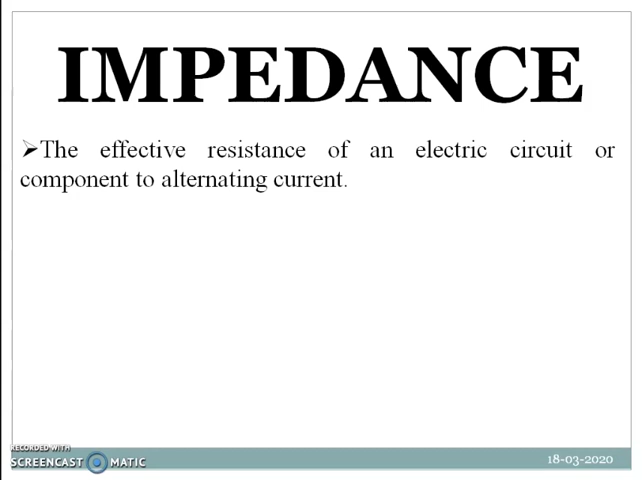 IMPEDANCE
➢The effective resistance of an electric circuit or
component to alternating current.
RECORDED WITH
SCREENCAST MATIC
18-03-2020